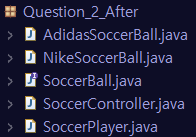 Question_2_After
AdidasSoccerBall.java
NikeSoccerBall.java
SoccerBall.java
SoccerController.java
SoccerPlayer.java